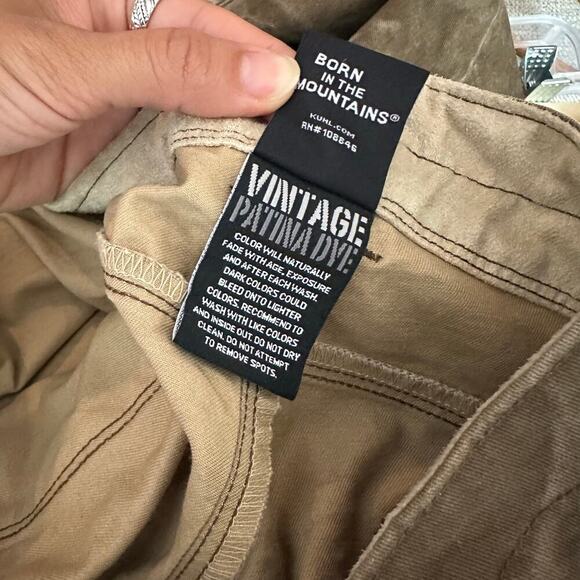 BORN
IN THE
MOUNTAINS®
KUHL.COM
RN#106646
VINTAGE
PATINA DYE
COLOR WILL NATURALLY
FADE WITH AGE, EXPOSURE
AND AFTER EACH WASH.
DARK COLORS COULD
BLEED ONTO LIGHTER
COLORS. RECOMMEND TO
WASH WITH LIKE COLORS
AND INSIDE OUT. DO NOT DRY
CLEAN. DO NOT ATTEMPT
TO REMOVE SPOTS.